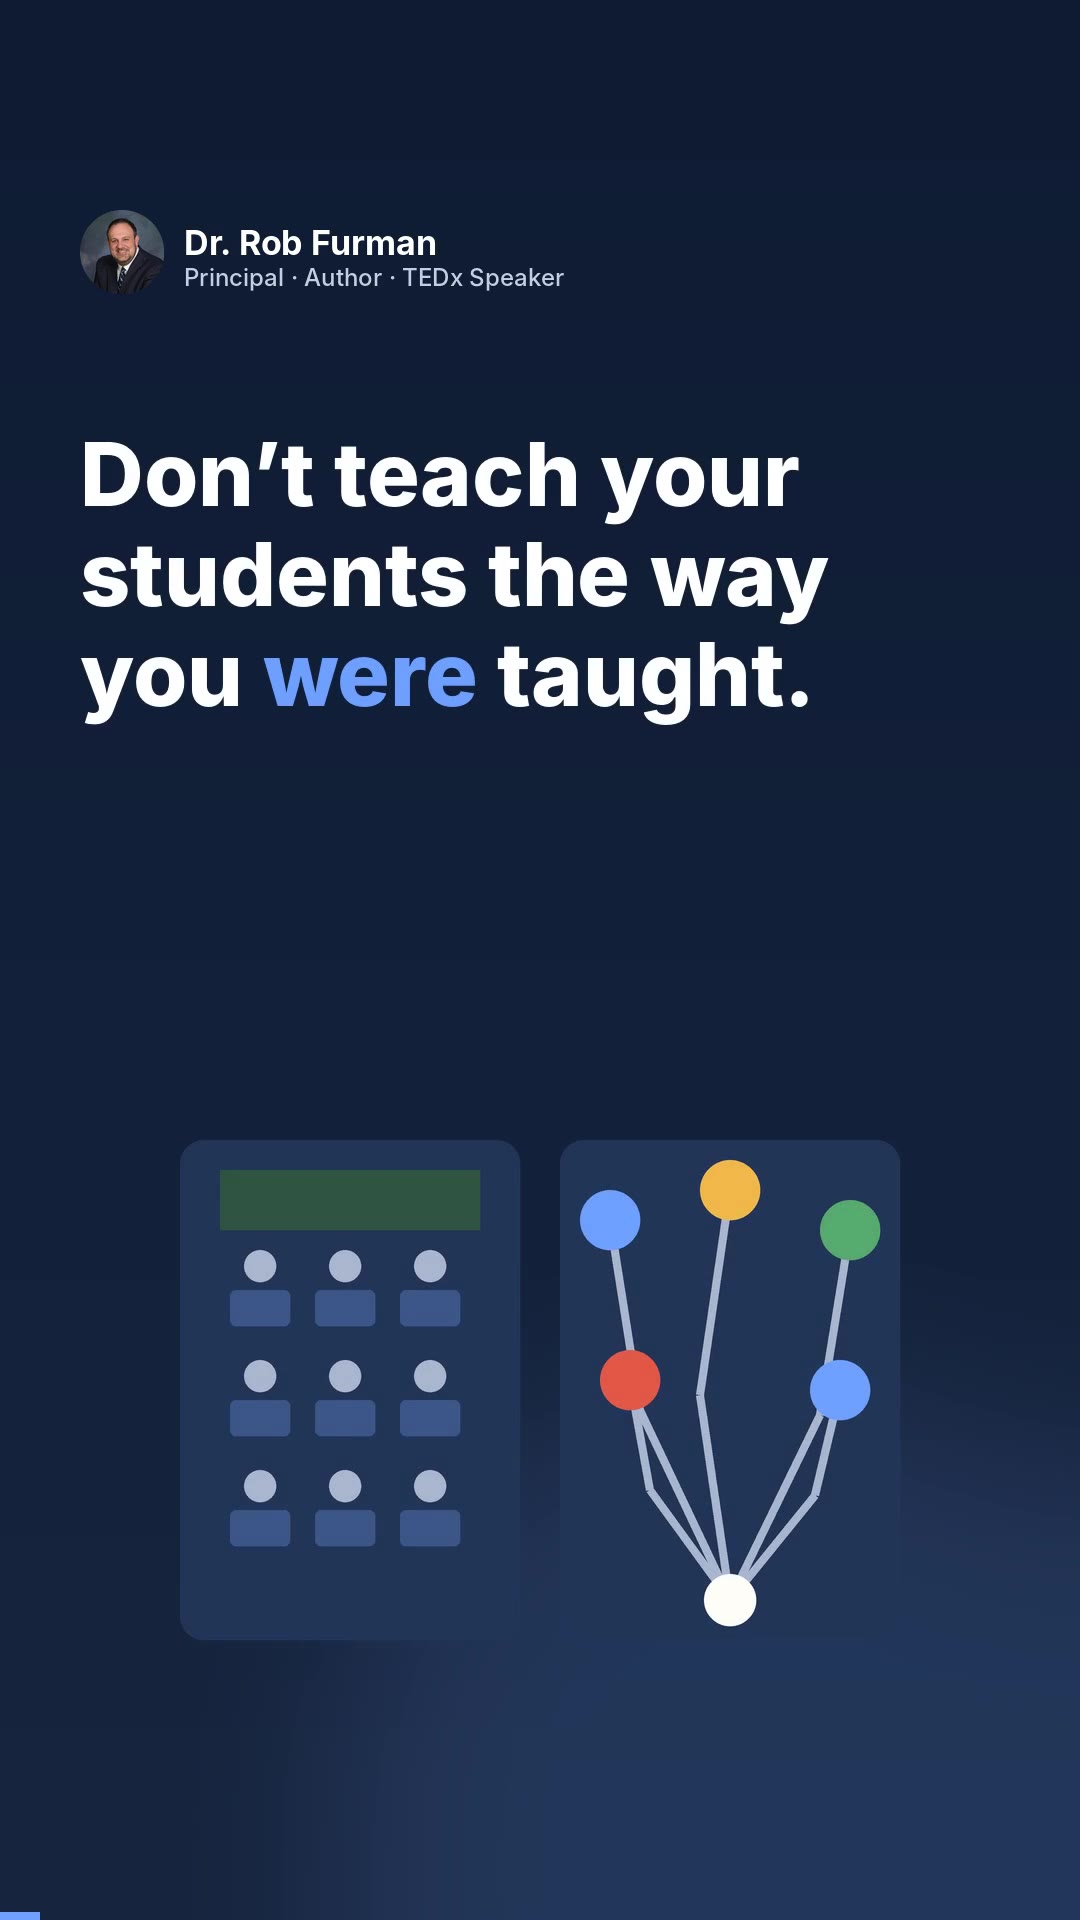 Dr. Rob Furman
Principal · Author · TEDx Speaker
Don’t teach your
students the way
you were taught.